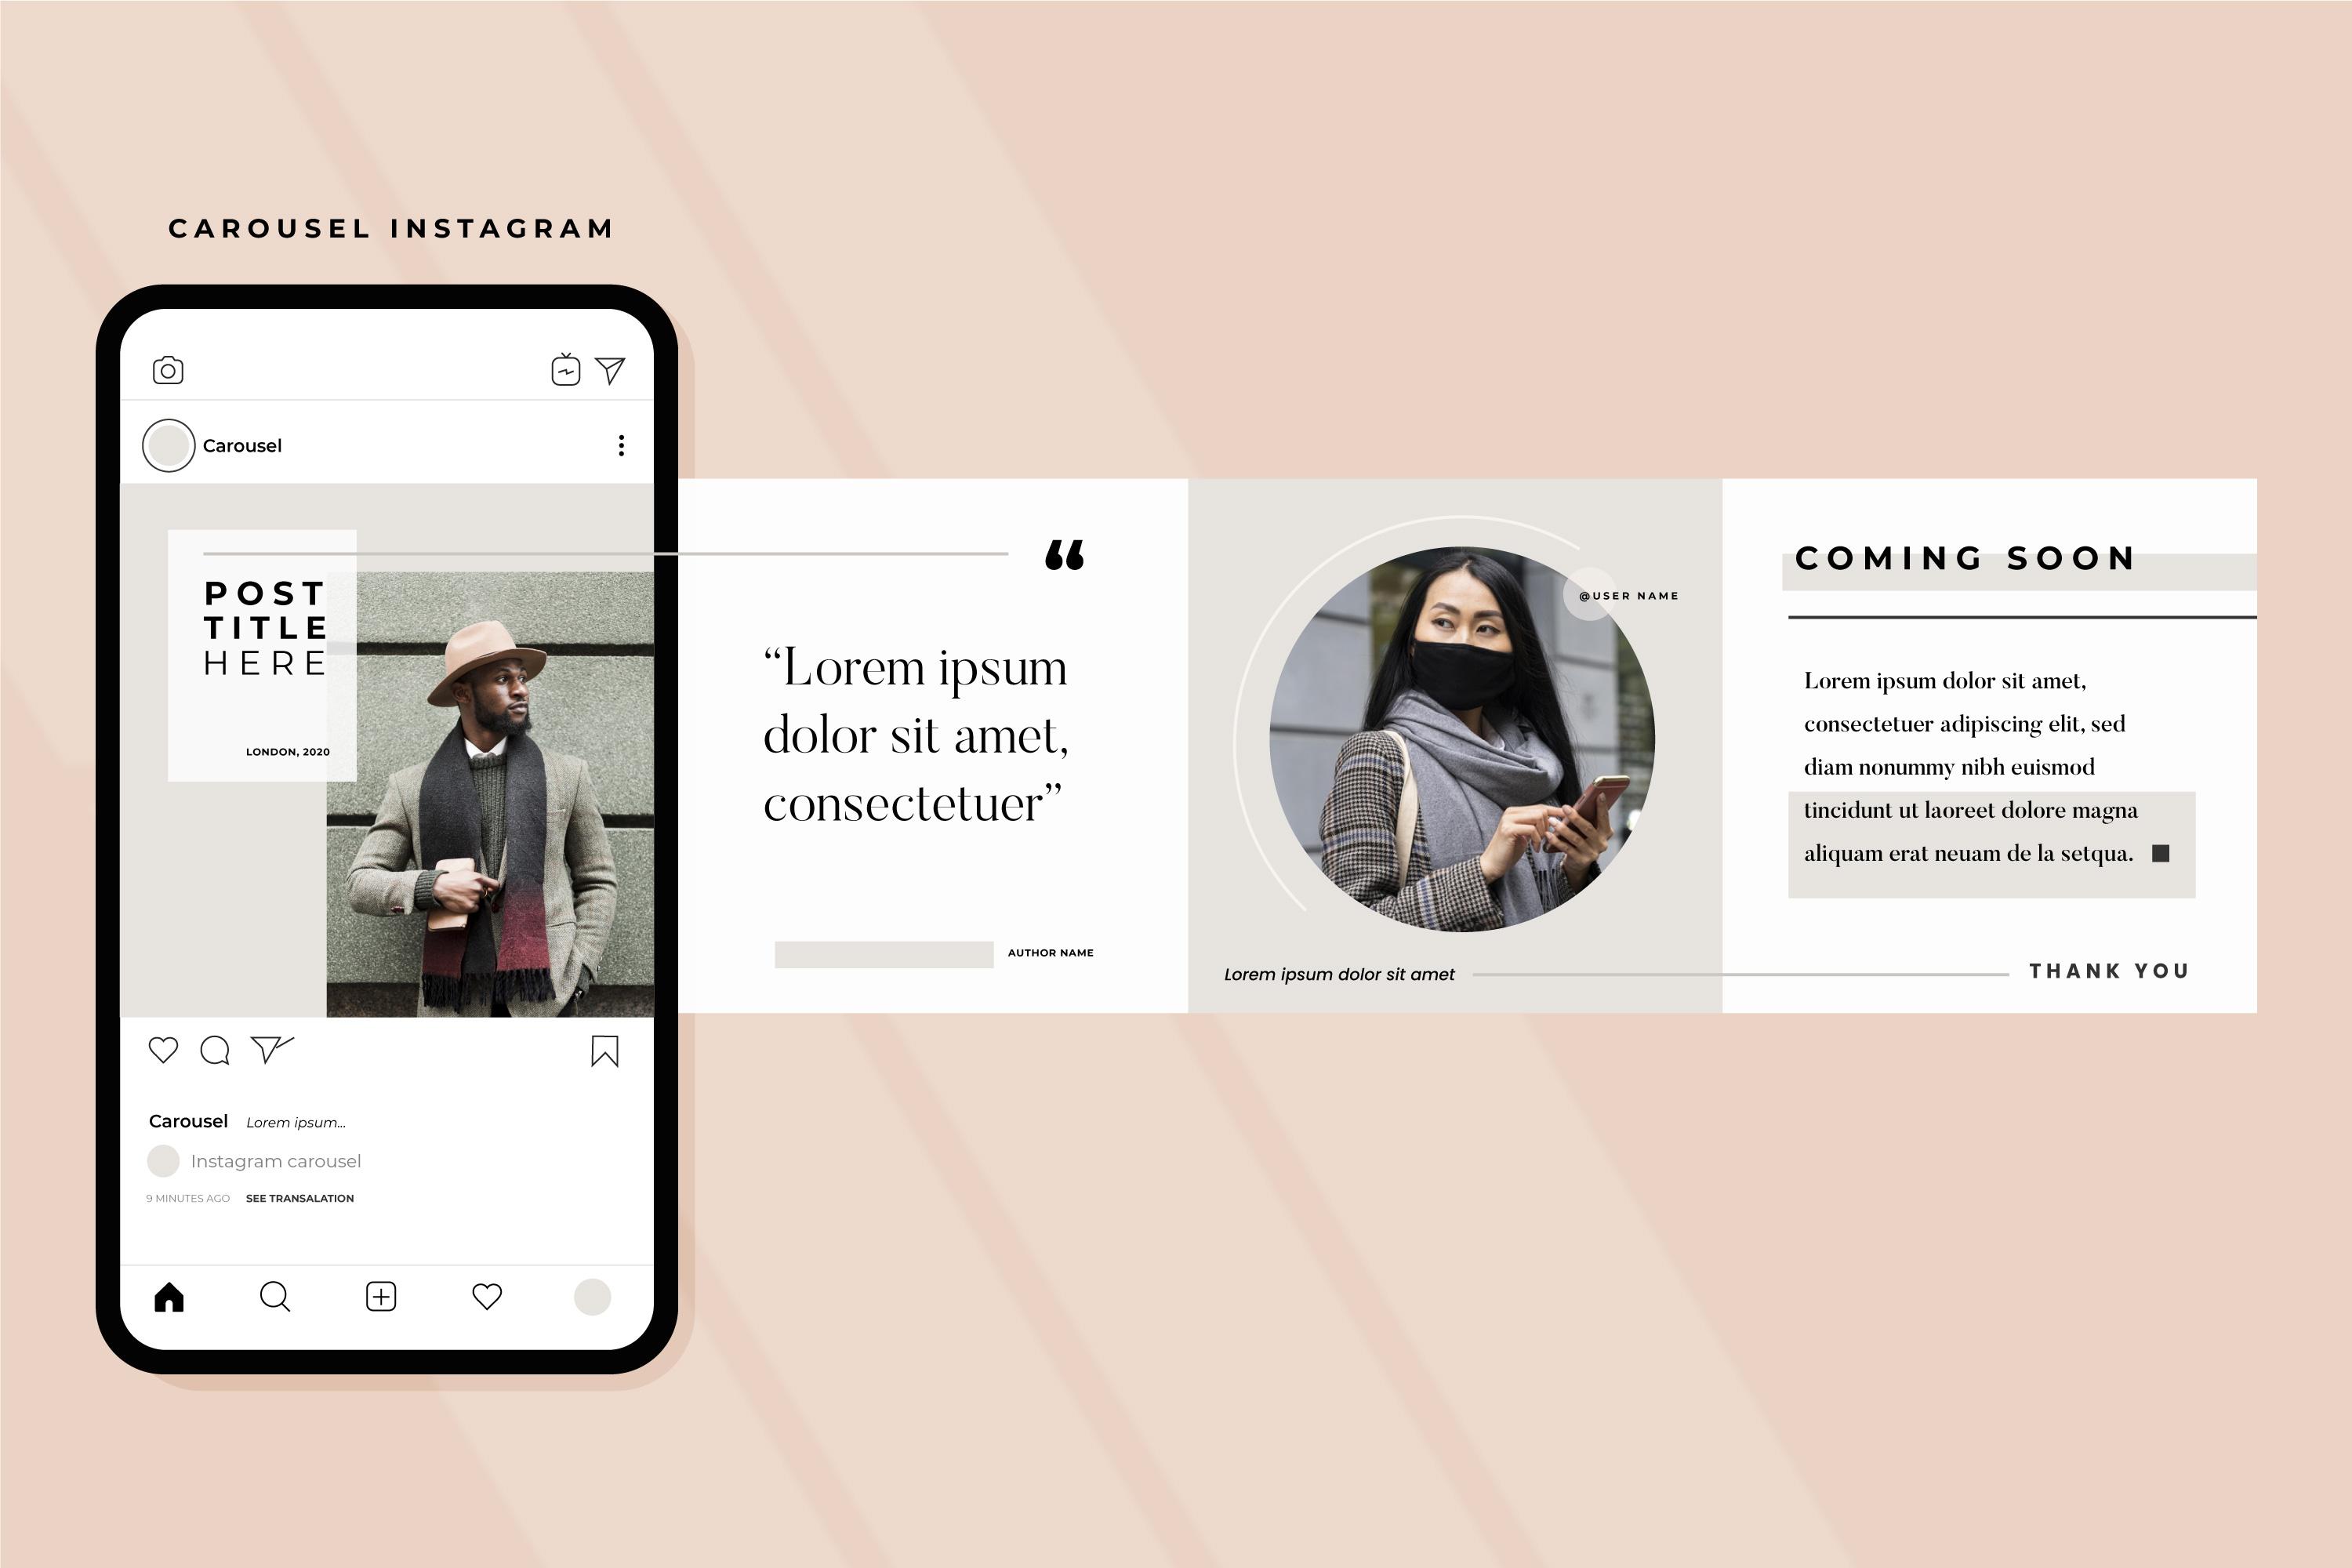 CAROUSEL INSTAGRAM
Carousel
POST
TITLE
HERE
LONDON, 2020
Carousel Lorem ipsum...
Instagram carousel
9 MINUTES AGO SEE TRANSALATION
“
“Lorem ipsum
dolor sit amet,
consectetuer”
AUTHOR NAME
@USER NAME
Lorem ipsum dolor sit amet
COMING SOON
Lorem ipsum dolor sit amet,
consectetuer adipiscing elit, sed
diam nonummy nibh euismod
tincidunt ut laoreet dolore magna
aliquam erat neuam de la setqua.
THANK YOU